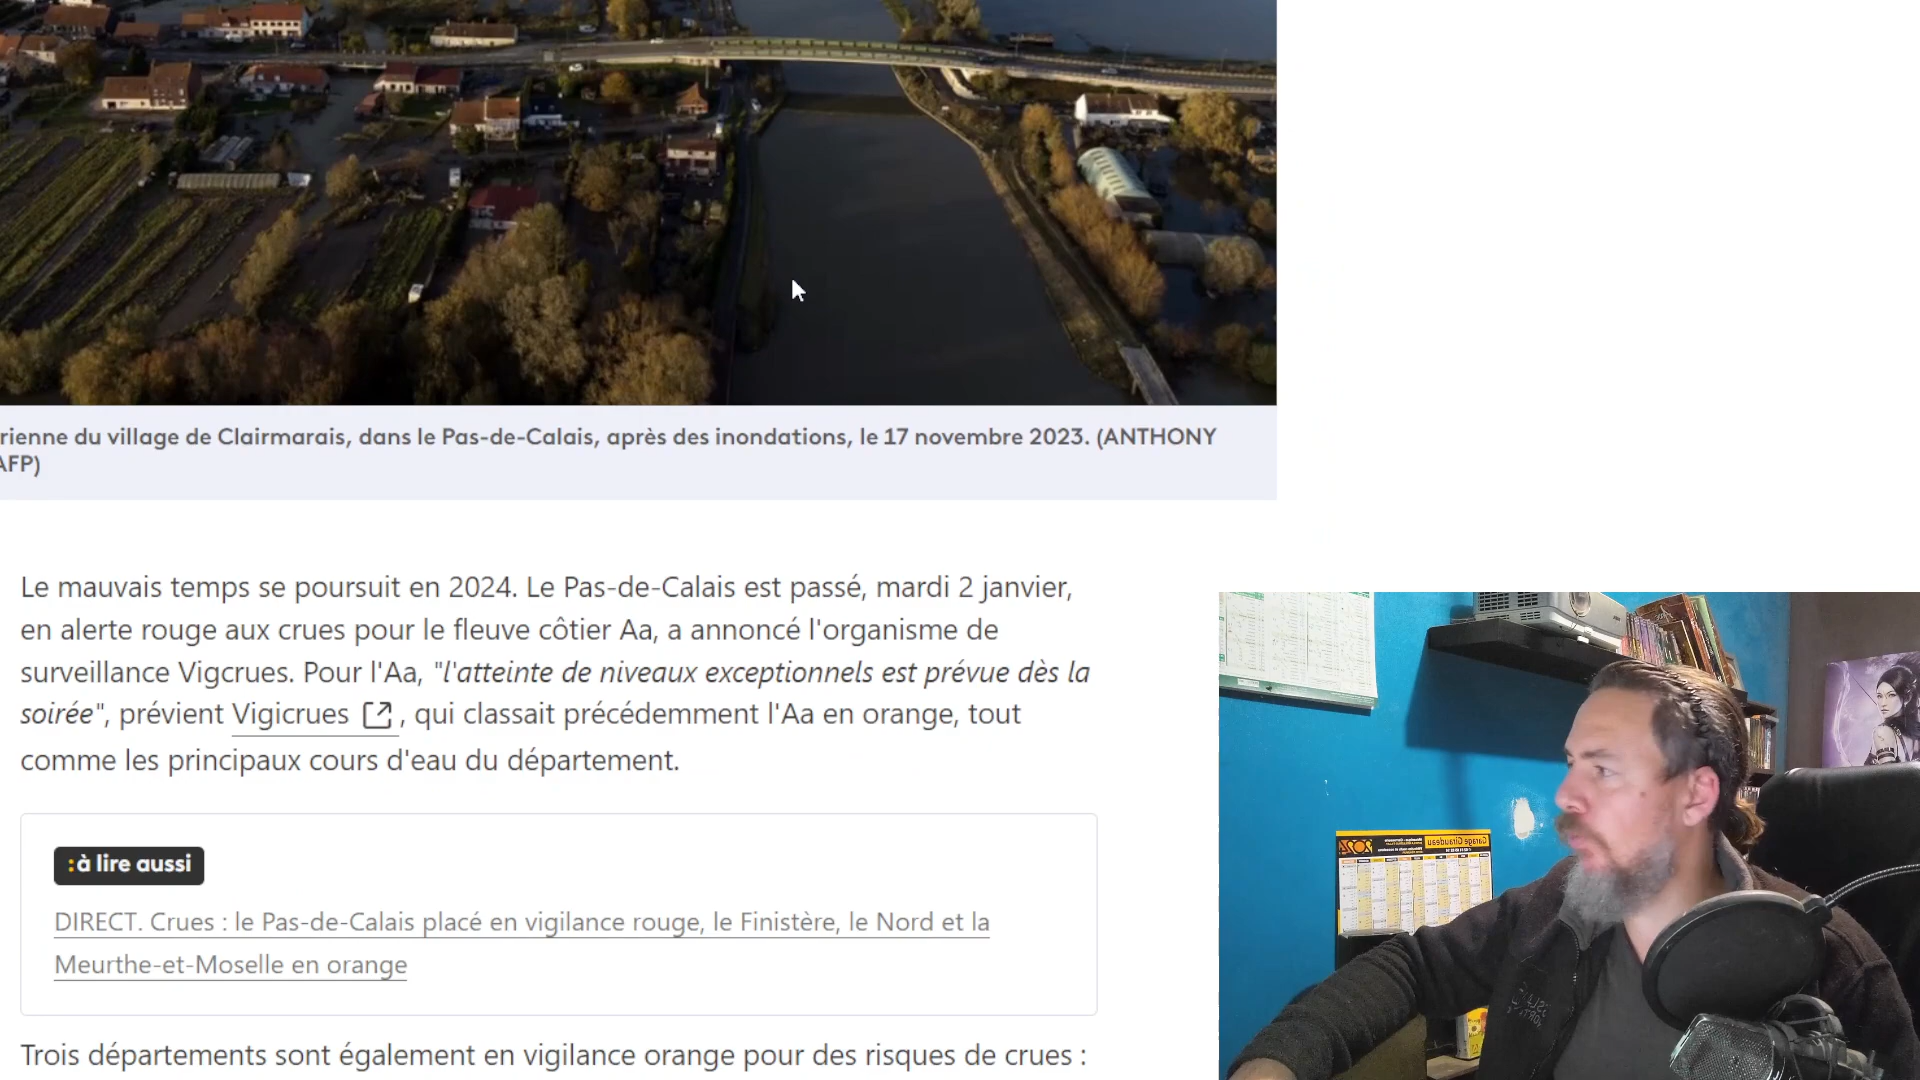 rienne du village de Clairmarais, dans le Pas-de-Calais, après des inondations, le 17 novembre 2023. (ANTHONY
AFP)
Le mauvais temps se poursuit en 2024. Le Pas-de-Calais est passé, mardi 2 janvier,
en alerte rouge aux crues pour le fleuve côtier Aa, a annoncé l'organisme de
surveillance Vigcrues. Pour l'Aa, "l'atteinte de niveaux exceptionnels est prévue dès la
soirée", prévient Vigicrues , qui classait précédemment l'Aa en orange, tout
comme les principaux cours d'eau du département.
:à lire aussi
DIRECT. Crues : le Pas-de-Calais placé en vigilance rouge, le Finistère, le Nord et la
Meurthe-et-Moselle en orange
Trois départements sont également en vigilance orange pour des risques de crues :
Garage Giraudeau